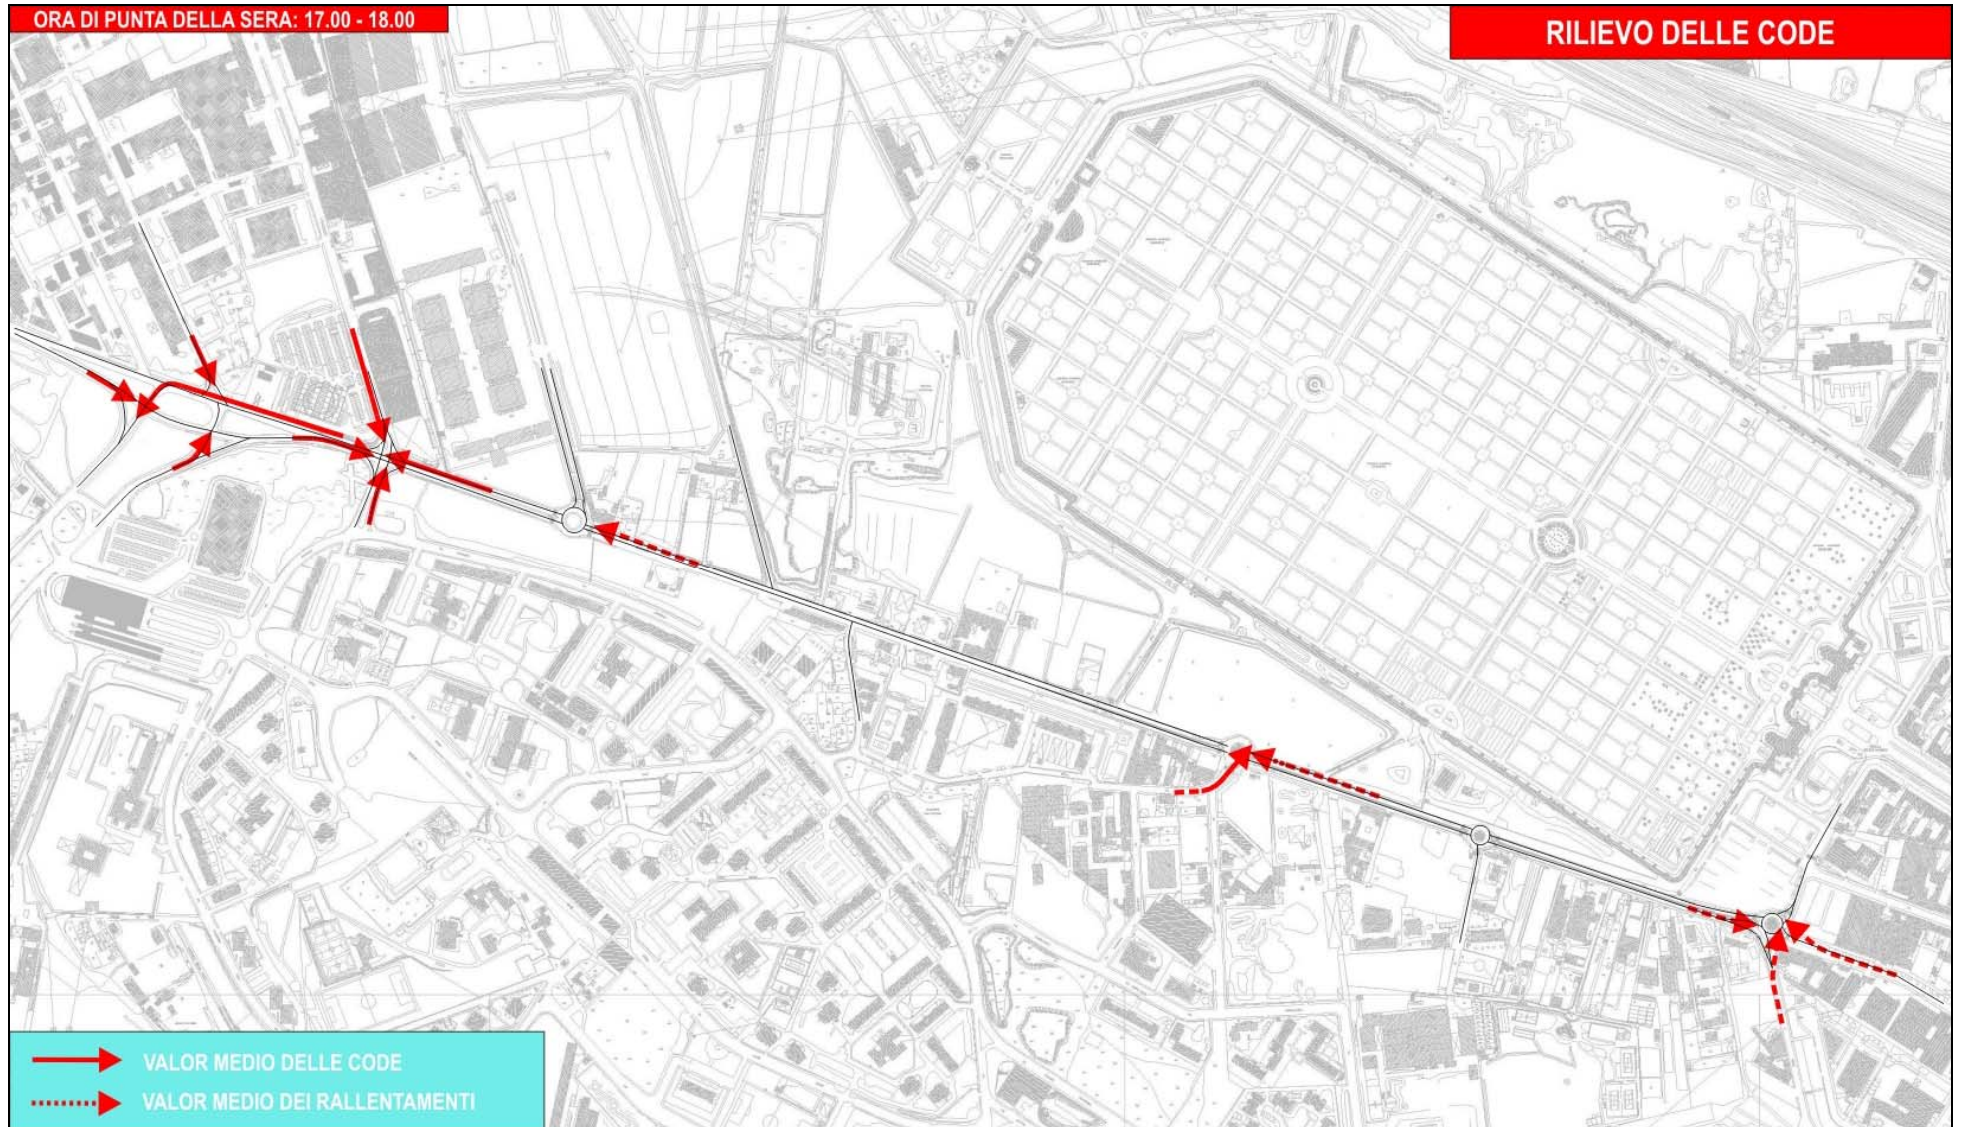 ORA DI PUNTA DELLA SERA: 17.00 - 18.00
RILIEVO DELLE CODE
VALOR MEDIO DELLE CODE
VALOR MEDIO DEI RALLENTAMENTI